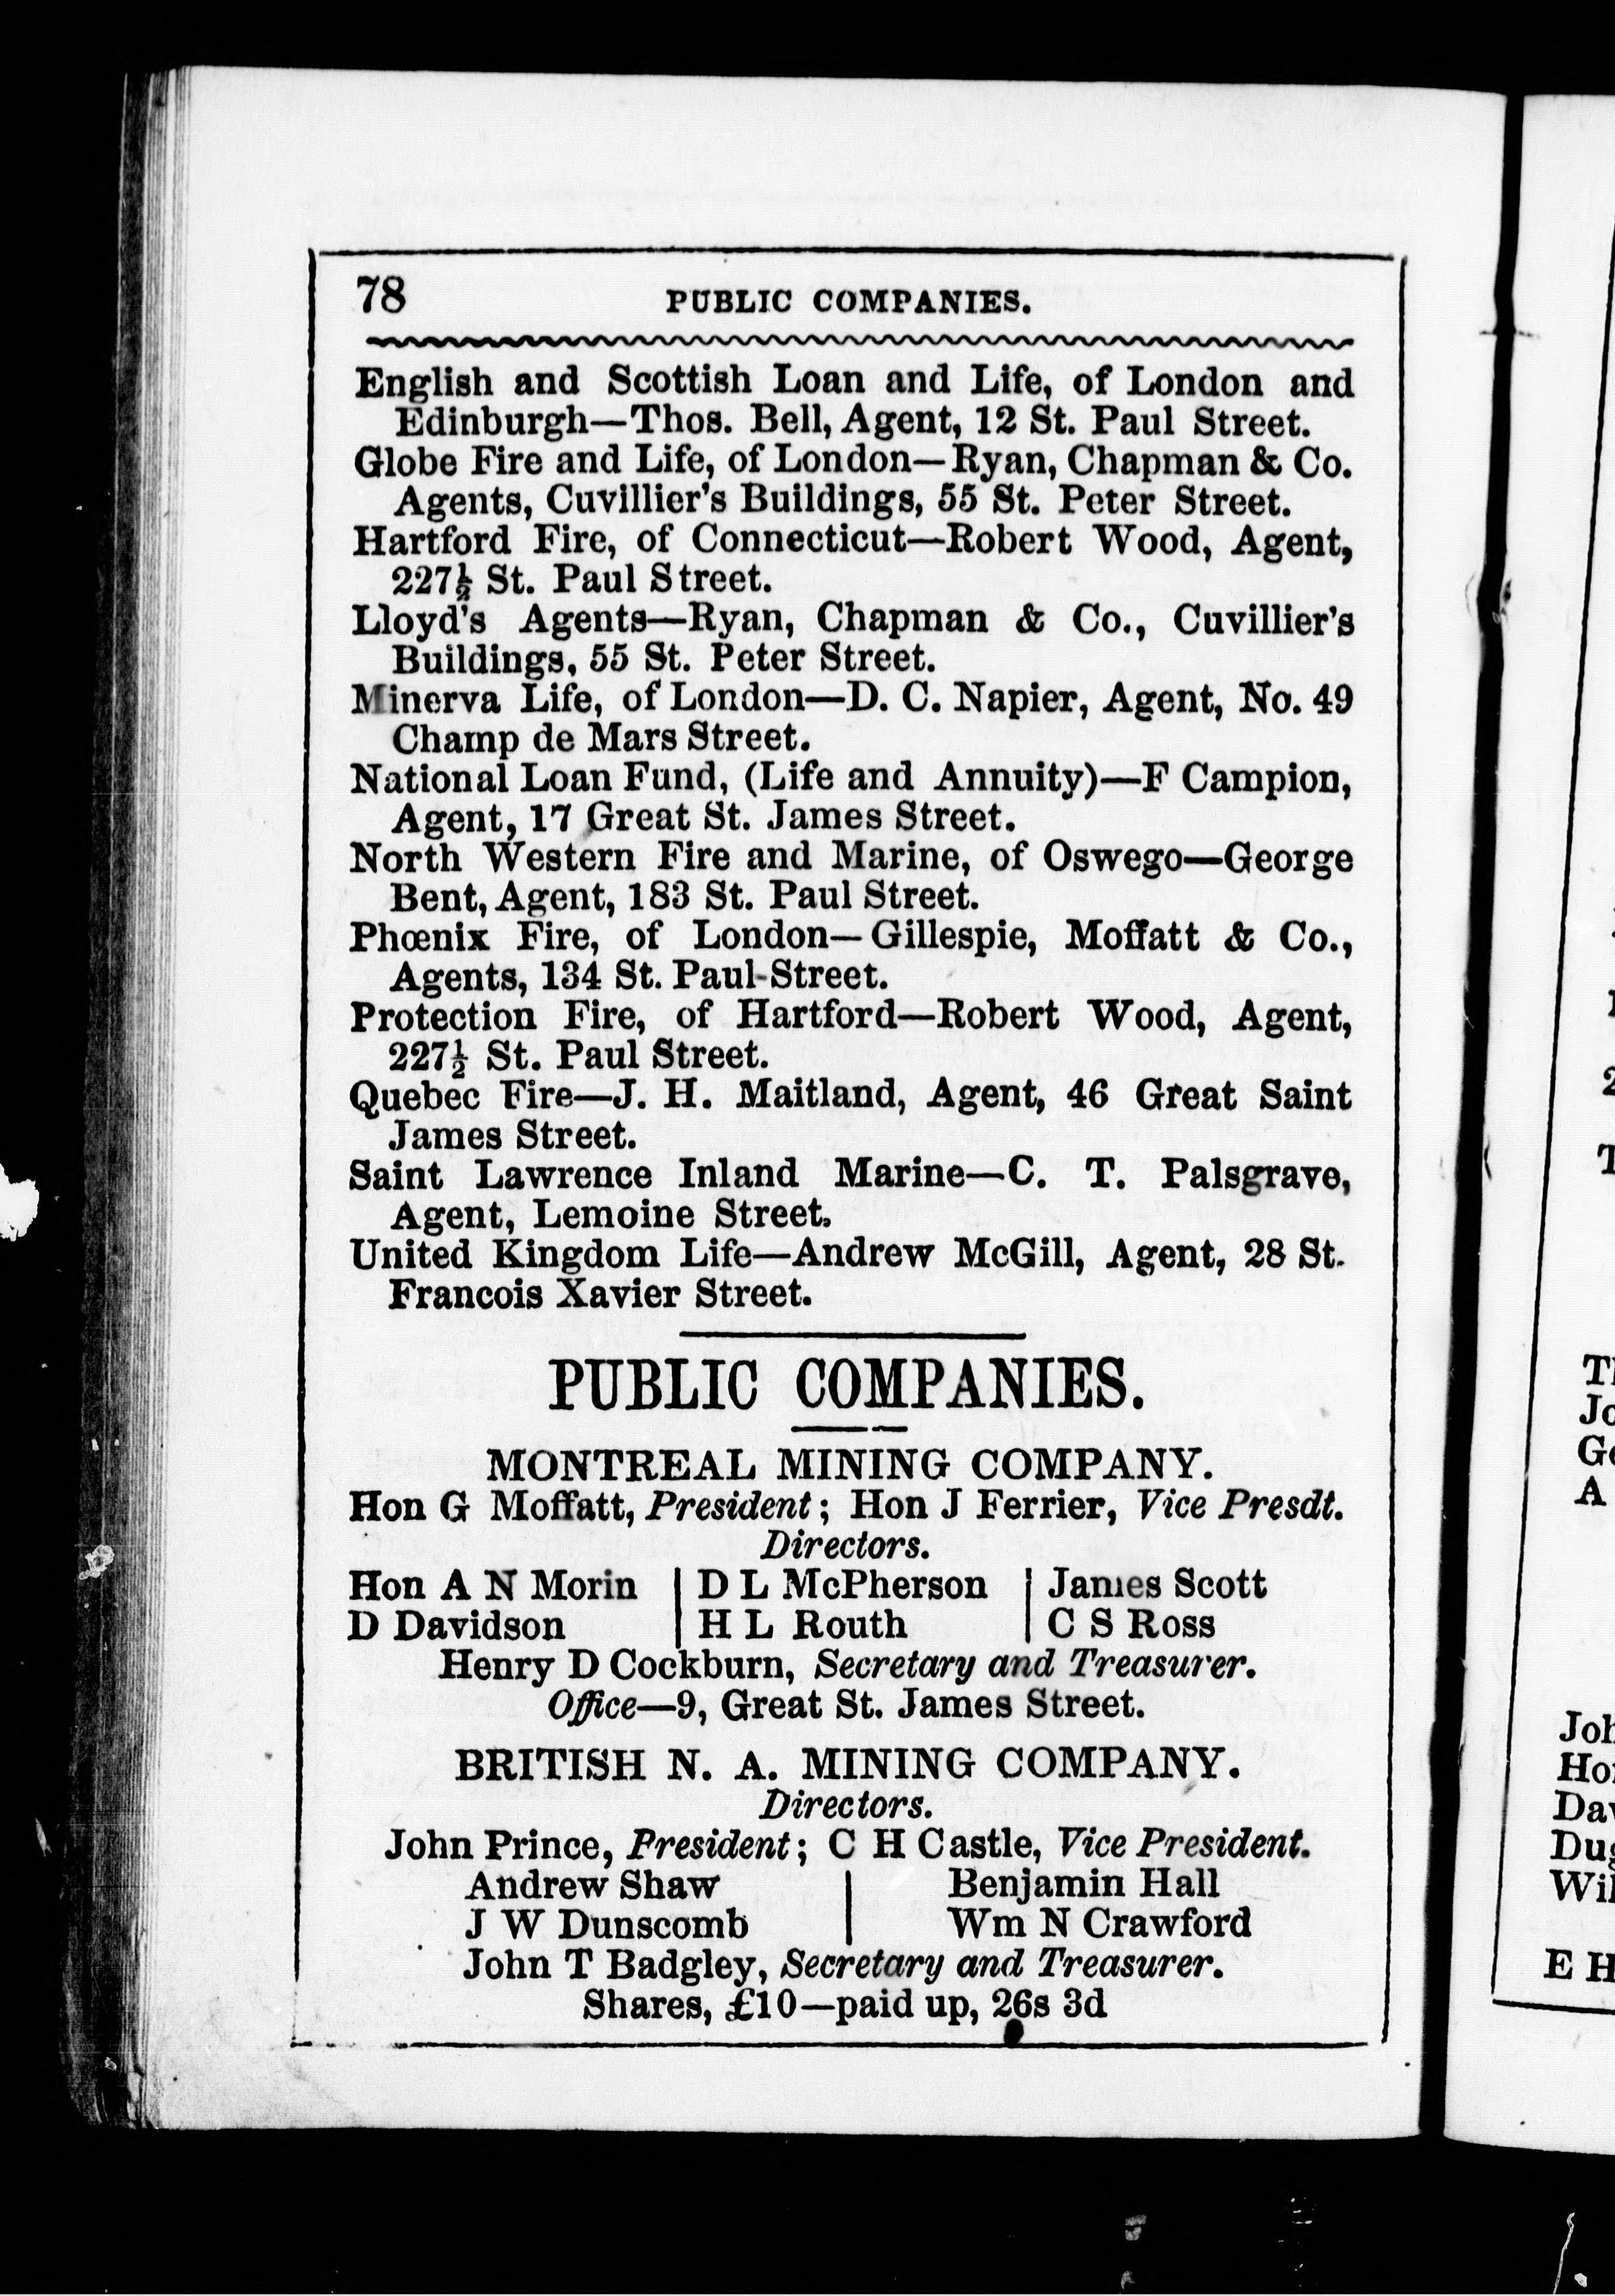 78 PUBLIC COMPANIES.
English and Scottish Loan and Life, of London and
Edinburgh—Thos. Bell, Agent, 12 St. Paul Street.
Globe Fire and Life, of London—Ryan, Chapman & Co.
Agents, Cuvillier's Buildings, 55 St. Peter Street.
Hartford Fire, of Connecticut—Robert Wood, Agent,
227½ St. Paul Street.
Lloyd's Agents—Ryan, Chapman & Co., Cuvillier's
Buildings, 55 St. Peter Street.
Minerva Life, of London—D. C. Napier, Agent, No. 49
Champ de Mars Street.
National Loan Fund, (Life and Annuity)—F Campion,
Agent, 17 Great St. James Street.
North Western Fire and Marine, of Oswego—George
Bent, Agent, 183 St. Paul Street.
Phœnix Fire, of London—Gillespie, Moffatt & Co.,
Agents, 134 St. Paul-Street.
Protection Fire, of Hartford—Robert Wood, Agent,
227½ St. Paul Street.
Quebec Fire—J. H. Maitland, Agent, 46 Great Saint
James Street.
Saint Lawrence Inland Marine—C. T. Palsgrave,
Agent, Lemoine Street.
United Kingdom Life—Andrew McGill, Agent, 28 St.
Francois Xavier Street.
PUBLIC COMPANIES.
MONTREAL MINING COMPANY.
Hon G Moffatt, President; Hon J Ferrier, Vice Presdt.
Directors.
Hon A N Morin | D L McPherson | James Scott
D Davidson | H L Routh | C S Ross
Henry D Cockburn, Secretary and Treasurer.
Office—9, Great St. James Street.
BRITISH N. A. MINING COMPANY.
Directors.
John Prince, President; C H Castle, Vice President.
Andrew Shaw | Benjamin Hall
J W Dunscomb | Wm N Crawford
John T Badgley, Secretary and Treasurer.
Shares, £10—paid up, 26s 3d